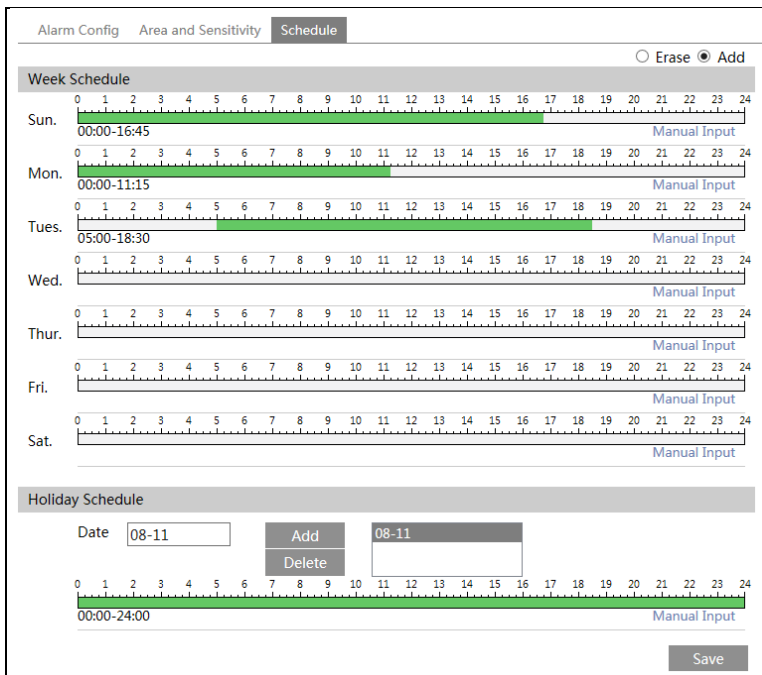 Alarm Config Area and Sensitivity Schedule
Erase Add
Week Schedule
0 1 2 3 4 5 6 7 8 9 10 11 12 13 14 15 16 17 18 19 20 21 22 23 24
Sun.
00:00-16:45 Manual Input
0 1 2 3 4 5 6 7 8 9 10 11 12 13 14 15 16 17 18 19 20 21 22 23 24
Mon.
00:00-11:15 Manual Input
0 1 2 3 4 5 6 7 8 9 10 11 12 13 14 15 16 17 18 19 20 21 22 23 24
Tues.
05:00-18:30 Manual Input
0 1 2 3 4 5 6 7 8 9 10 11 12 13 14 15 16 17 18 19 20 21 22 23 24
Wed.
Manual Input
0 1 2 3 4 5 6 7 8 9 10 11 12 13 14 15 16 17 18 19 20 21 22 23 24
Thur.
Manual Input
0 1 2 3 4 5 6 7 8 9 10 11 12 13 14 15 16 17 18 19 20 21 22 23 24
Fri.
Manual Input
0 1 2 3 4 5 6 7 8 9 10 11 12 13 14 15 16 17 18 19 20 21 22 23 24
Sat.
Manual Input
Holiday Schedule
Date 08-11 Add 08-11
Delete
0 1 2 3 4 5 6 7 8 9 10 11 12 13 14 15 16 17 18 19 20 21 22 23 24
00:00-24:00 Manual Input
Save